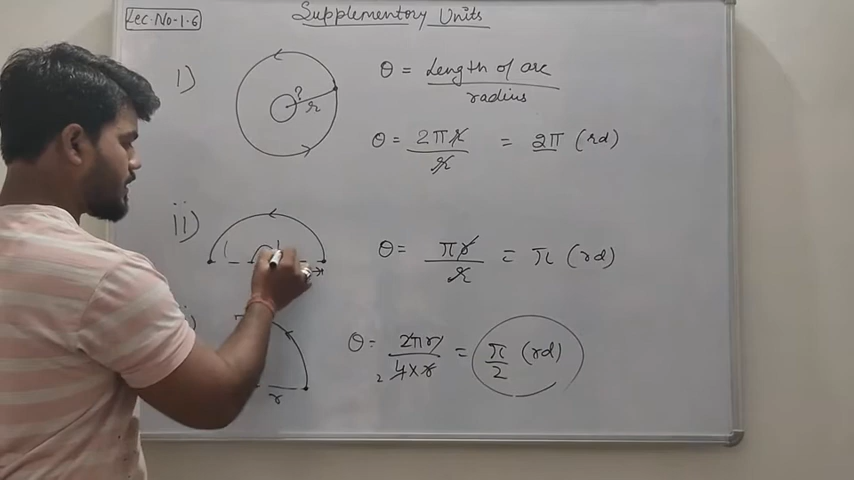 Lec.No-1.6
Supplementory Units
i)
?
r
θ = Length of arc / radius
θ = 2πr / r = 2π (rd)
ii)
θ = πr / r = π (rd)
θ = 2πr / 4×r = π / 2 (rd)
2
r